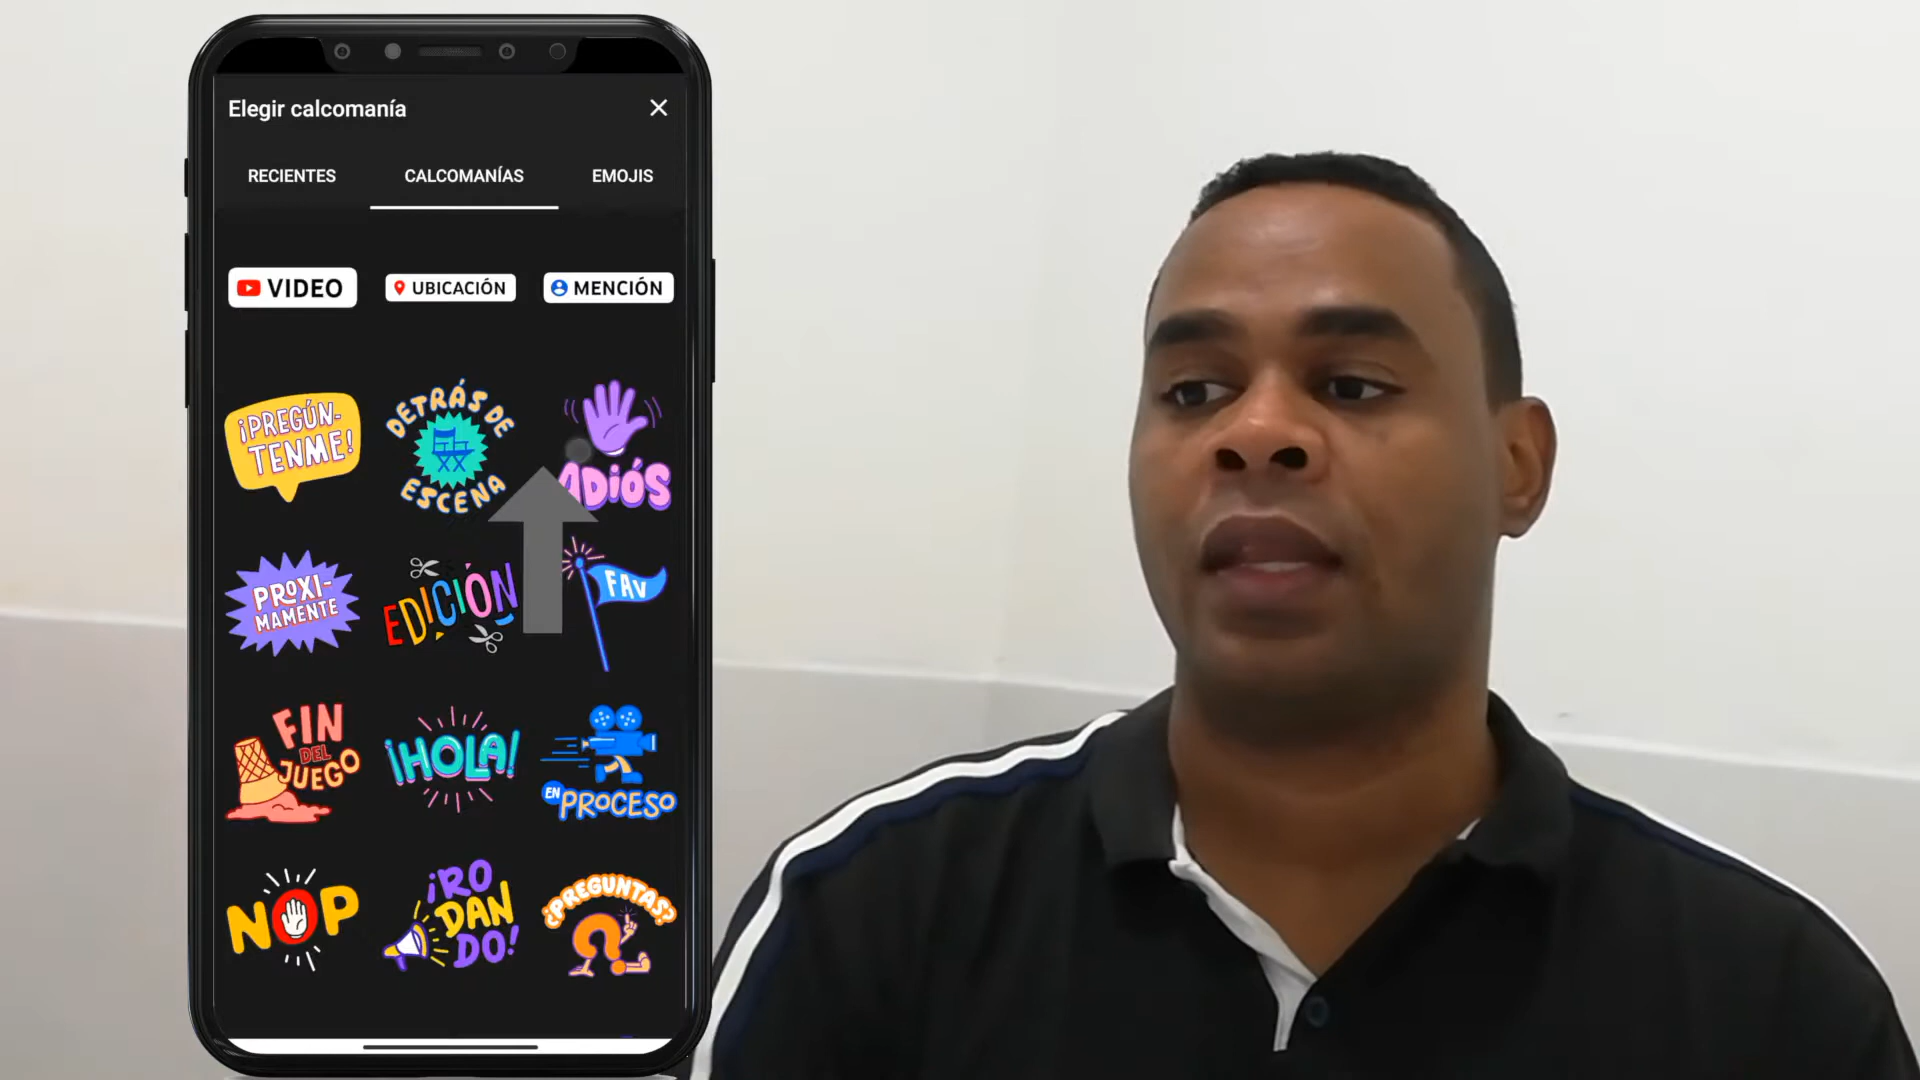 Elegir calcomanía
RECIENTES
CALCOMANÍAS
EMOJIS
VIDEO
UBICACIÓN
MENCIÓN
¡PREGÚN-
TENME!
DETRÁS DE
ESCENA
ADIÓS
PROXI-
MAMENTE
EDICIÓN
FAV
FIN
DEL
JUEGO
¡HOLA!
EN
PROCESO
NOP
¡RO
DAN
DO!
¿PREGUNTAS?